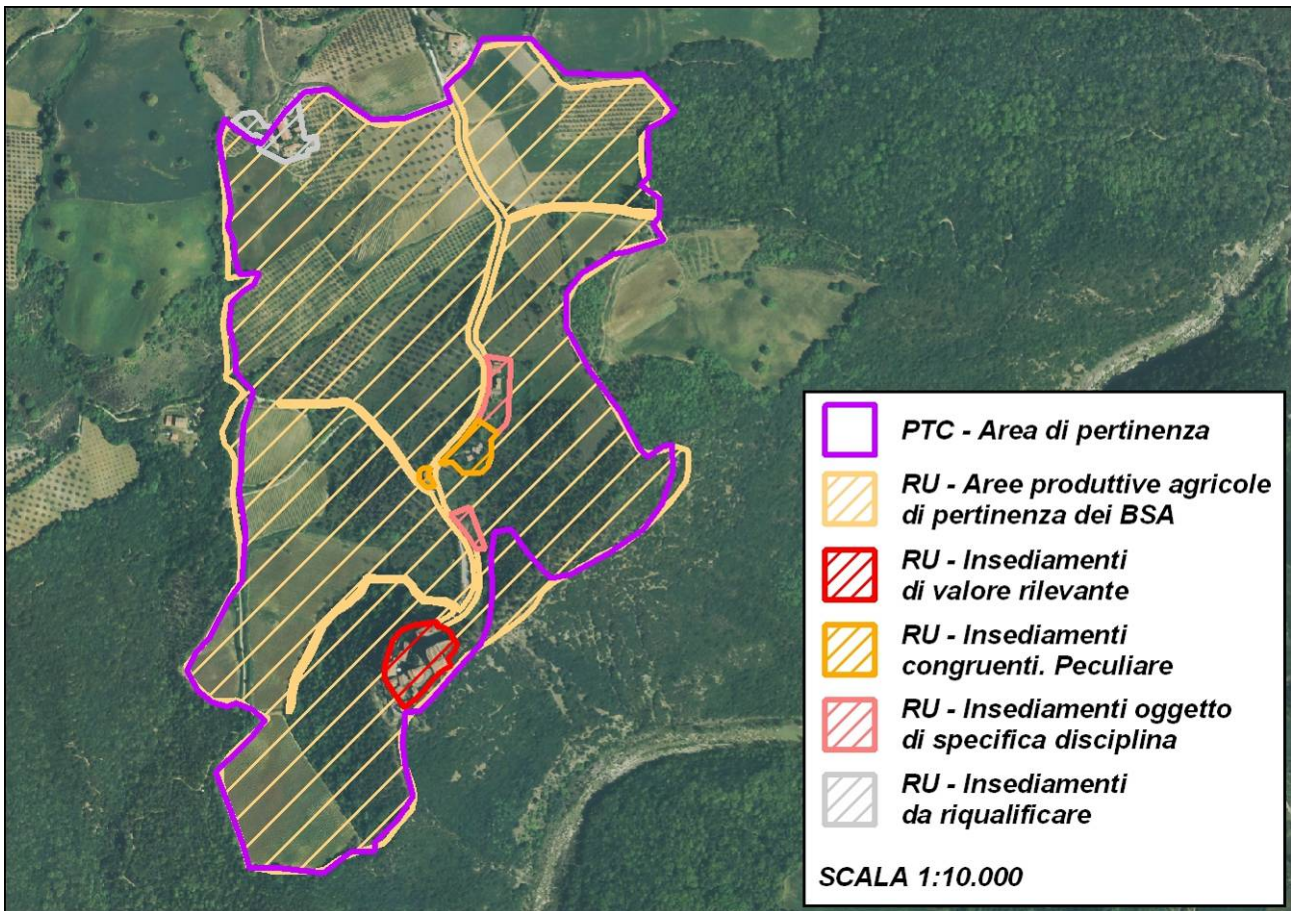 PTC - Area di pertinenza
RU - Aree produttive agricole
di pertinenza dei BSA
RU - Insediamenti
di valore rilevante
RU - Insediamenti
congruenti. Peculiare
RU - Insediamenti oggetto
di specifica disciplina
RU - Insediamenti
da riqualificare
SCALA 1:10.000